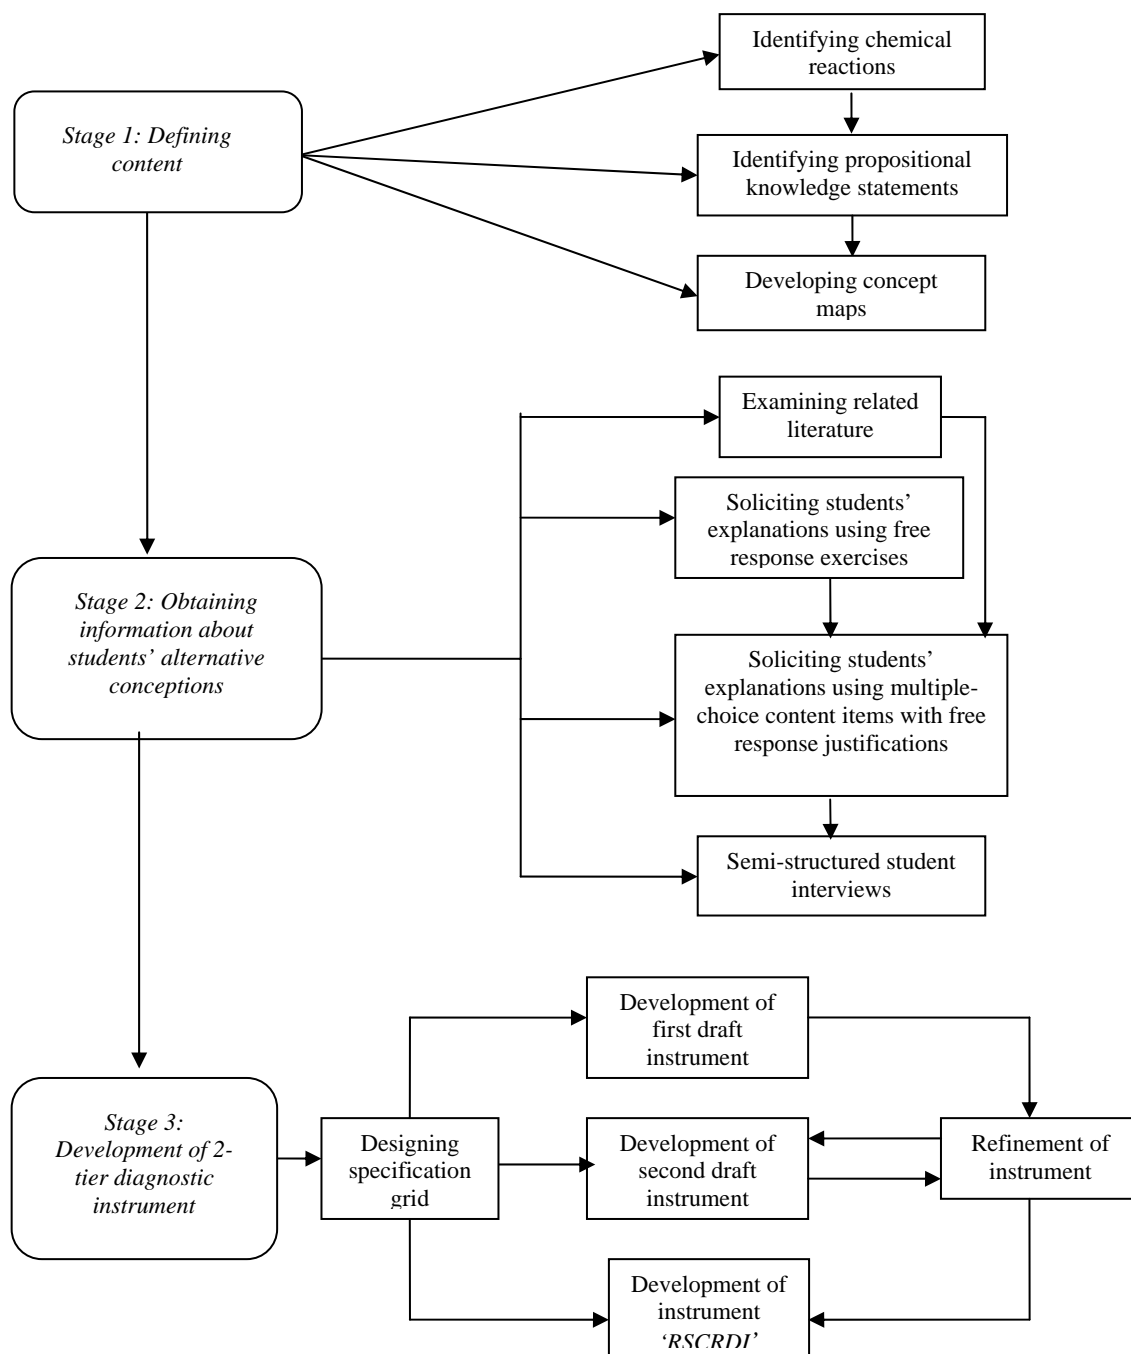 Identifying chemical
reactions
Stage 1: Defining
content
Identifying propositional
knowledge statements
Developing concept
maps
Examining related
literature
Soliciting students’
explanations using free
response exercises
Stage 2: Obtaining
information about
students’ alternative
conceptions
Soliciting students’
explanations using multiple-
choice content items with free
response justifications
Semi-structured student
interviews
Development of
first draft
instrument
Stage 3:
Development of 2-
tier diagnostic
instrument
Designing
specification
grid
Development of
second draft
instrument
Refinement of
instrument
Development of
instrument
‘RSCRDI’